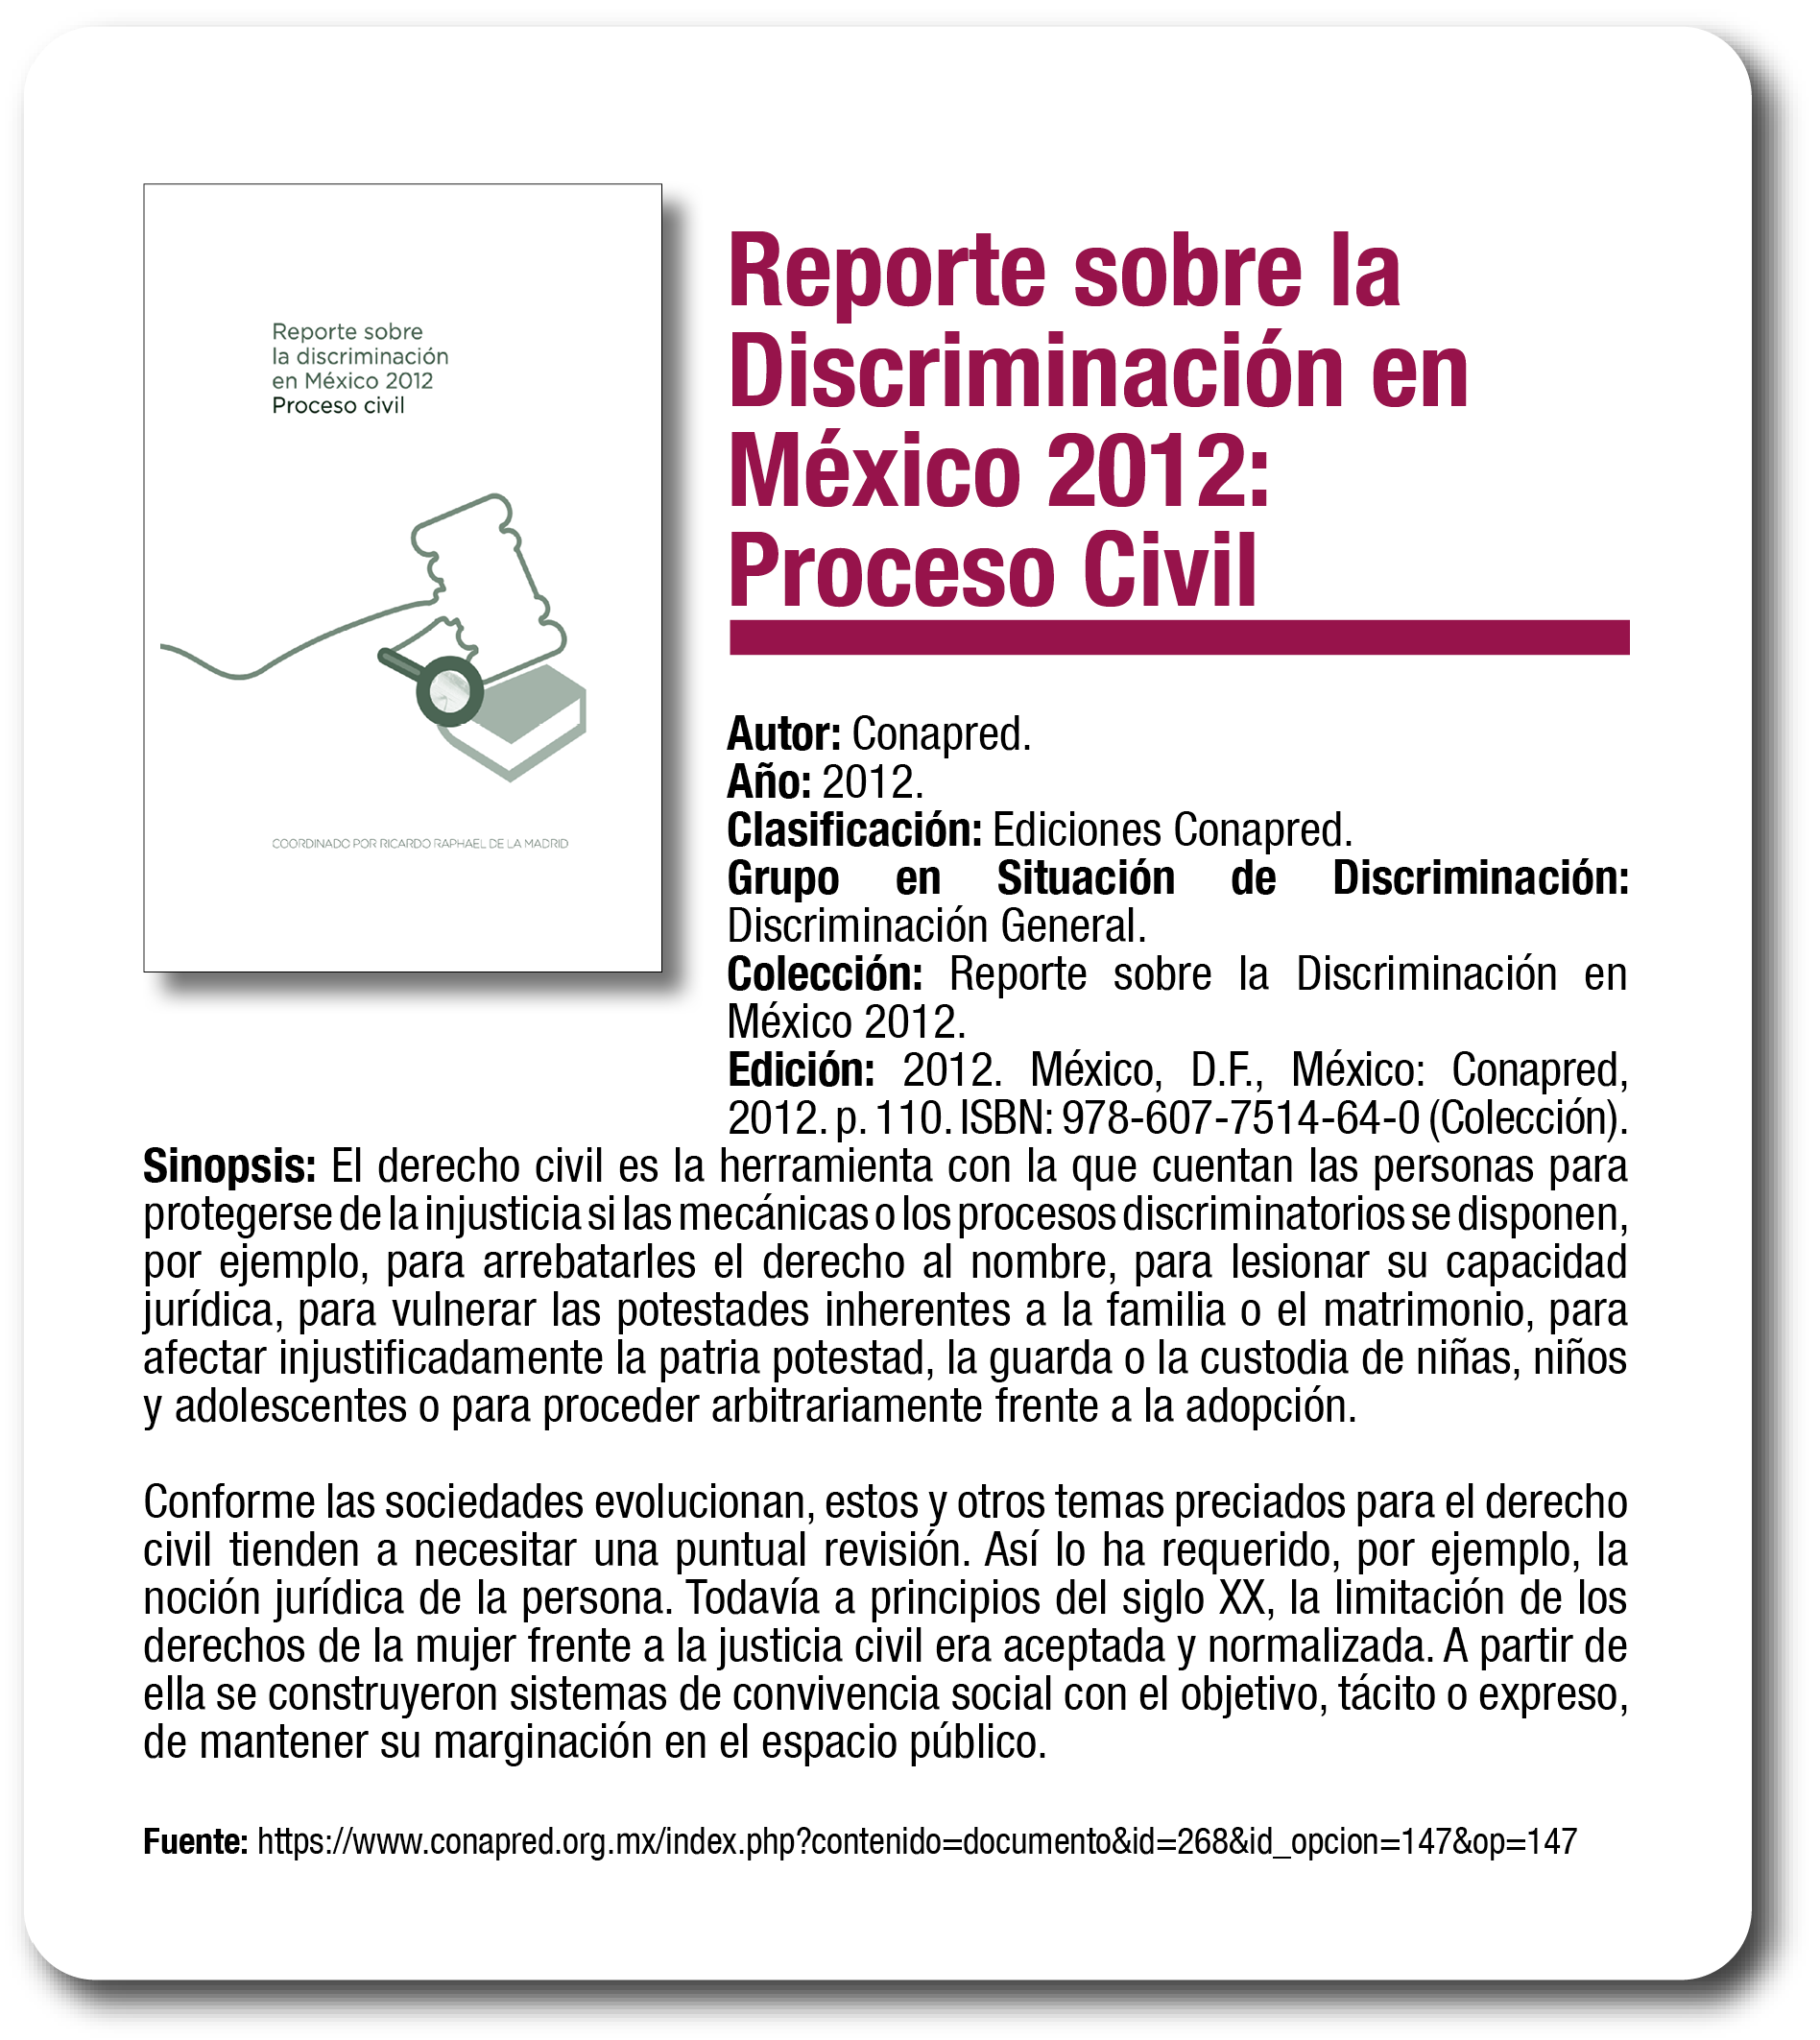 Reporte sobre
la discriminación
en México 2012
Proceso civil
COORDINADO POR RICARDO RAPHAEL DE LA MADRID
Reporte sobre la
Discriminación en
México 2012:
Proceso Civil
Autor: Conapred.
Año: 2012.
Clasificación: Ediciones Conapred.
Grupo en Situación de Discriminación:
Discriminación General.
Colección: Reporte sobre la Discriminación en
México 2012.
Edición: 2012. México, D.F., México: Conapred,
2012. p. 110. ISBN: 978-607-7514-64-0 (Colección).
Sinopsis: El derecho civil es la herramienta con la que cuentan las personas para
protegerse de la injusticia si las mecánicas o los procesos discriminatorios se disponen,
por ejemplo, para arrebatarles el derecho al nombre, para lesionar su capacidad
jurídica, para vulnerar las potestades inherentes a la familia o el matrimonio, para
afectar injustificadamente la patria potestad, la guarda o la custodia de niñas, niños
y adolescentes o para proceder arbitrariamente frente a la adopción.
Conforme las sociedades evolucionan, estos y otros temas preciados para el derecho
civil tienden a necesitar una puntual revisión. Así lo ha requerido, por ejemplo, la
noción jurídica de la persona. Todavía a principios del siglo XX, la limitación de los
derechos de la mujer frente a la justicia civil era aceptada y normalizada. A partir de
ella se construyeron sistemas de convivencia social con el objetivo, tácito o expreso,
de mantener su marginación en el espacio público.
Fuente: https://www.conapred.org.mx/index.php?contenido=documento&id=268&id_opcion=147&op=147